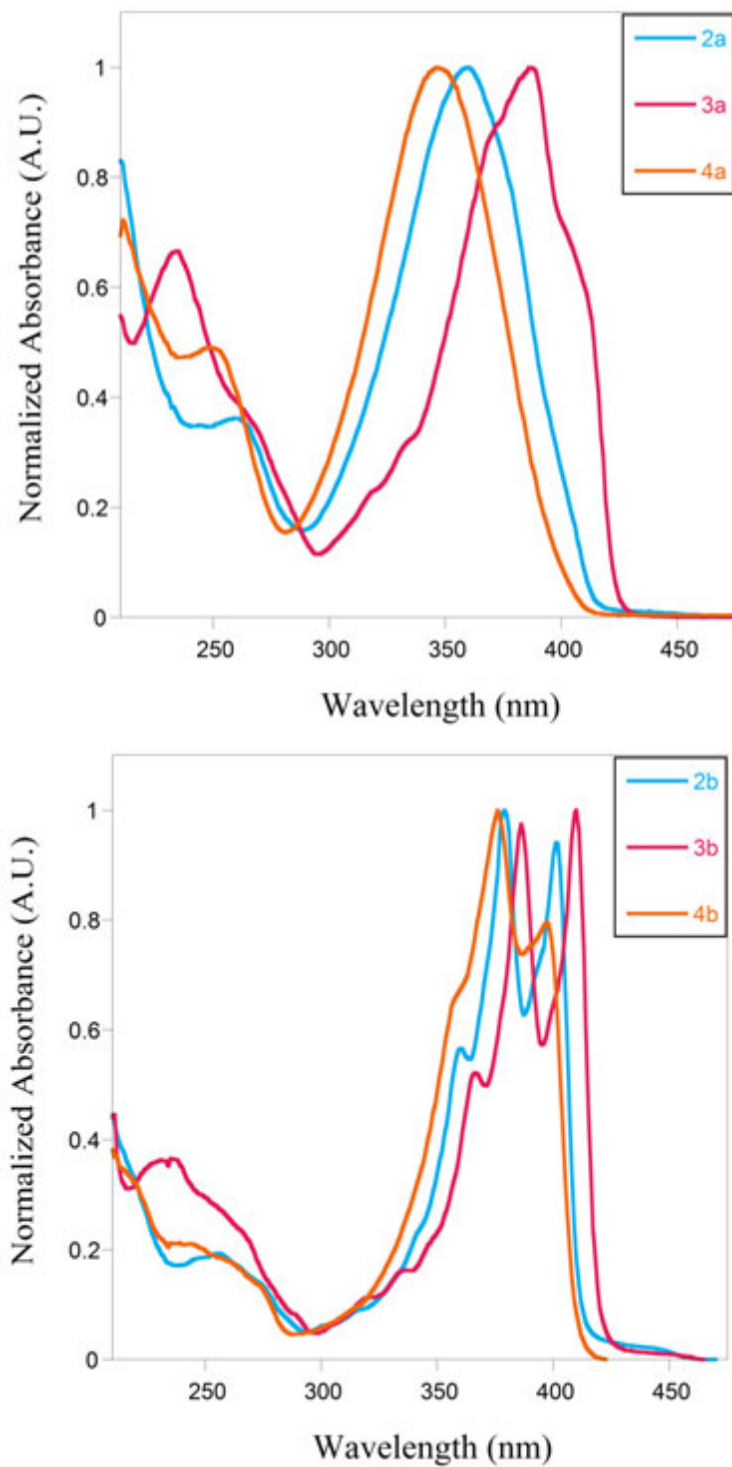 2a
3a
4a
Normalized Absorbance (A.U.)
1
0.8
0.6
0.4
0.2
0
250 300 350 400 450
Wavelength (nm)
2b
3b
4b
Normalized Absorbance (A.U.)
1
0.8
0.6
0.4
0.2
0
250 300 350 400 450
Wavelength (nm)